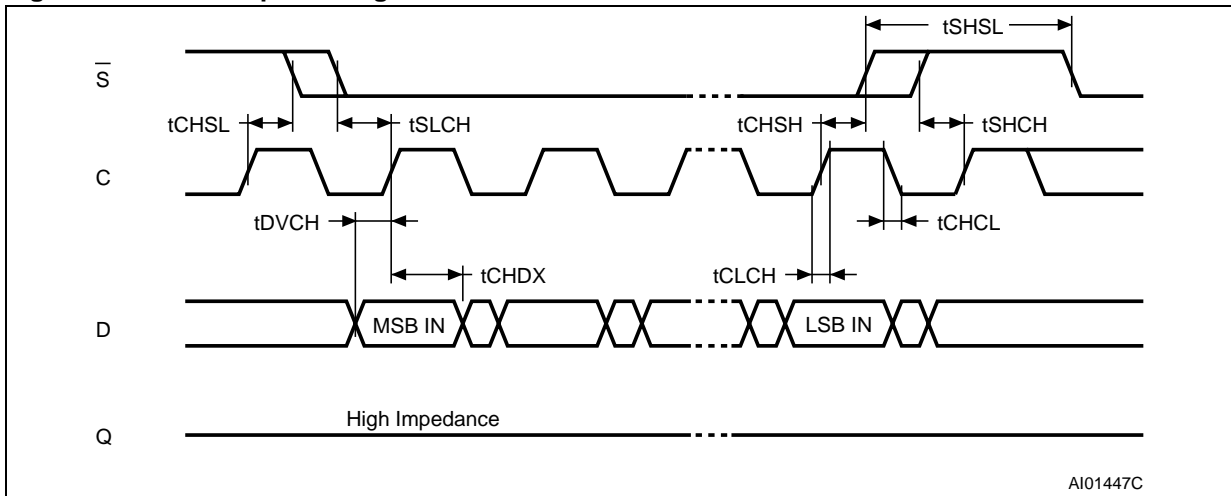 tSHSL
S
tCHSL
tSLCH
tCHSH
tSHCH
C
tDVCH
tCHCL
tCHDX
tCLCH
D
MSB IN
LSB IN
High Impedance
Q
AI01447C